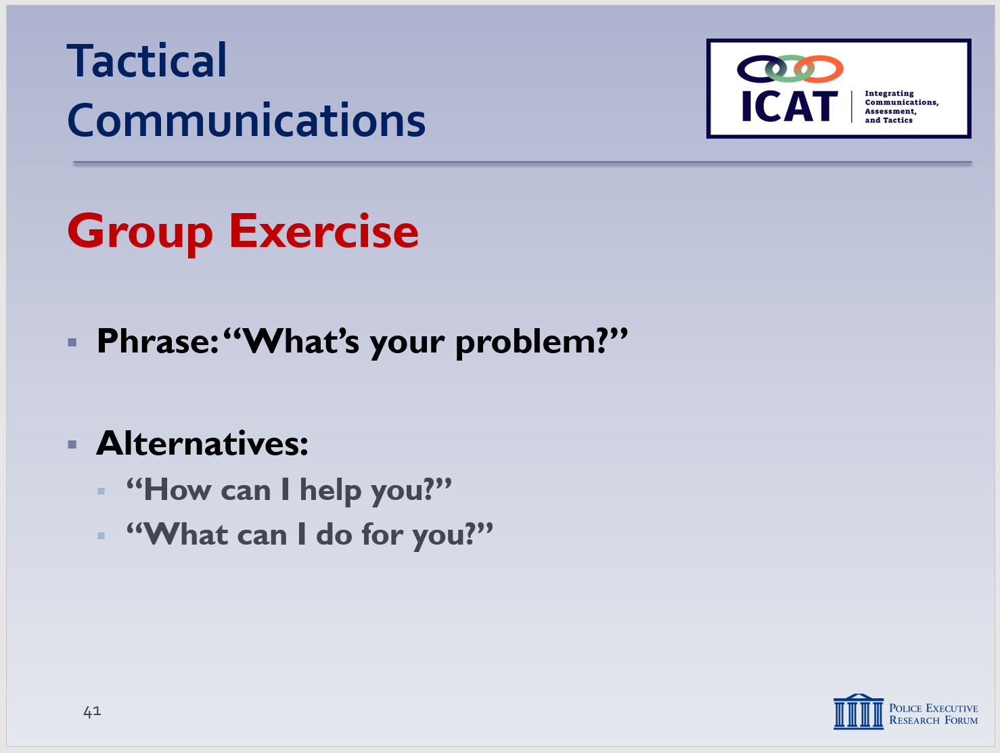 Tactical
Communications
ICAT
Integrating
Communications,
Assessment,
and Tactics
Group Exercise
Phrase: “What’s your problem?”
Alternatives:
“How can I help you?”
“What can I do for you?”
41
POLICE EXECUTIVE
RESEARCH FORUM